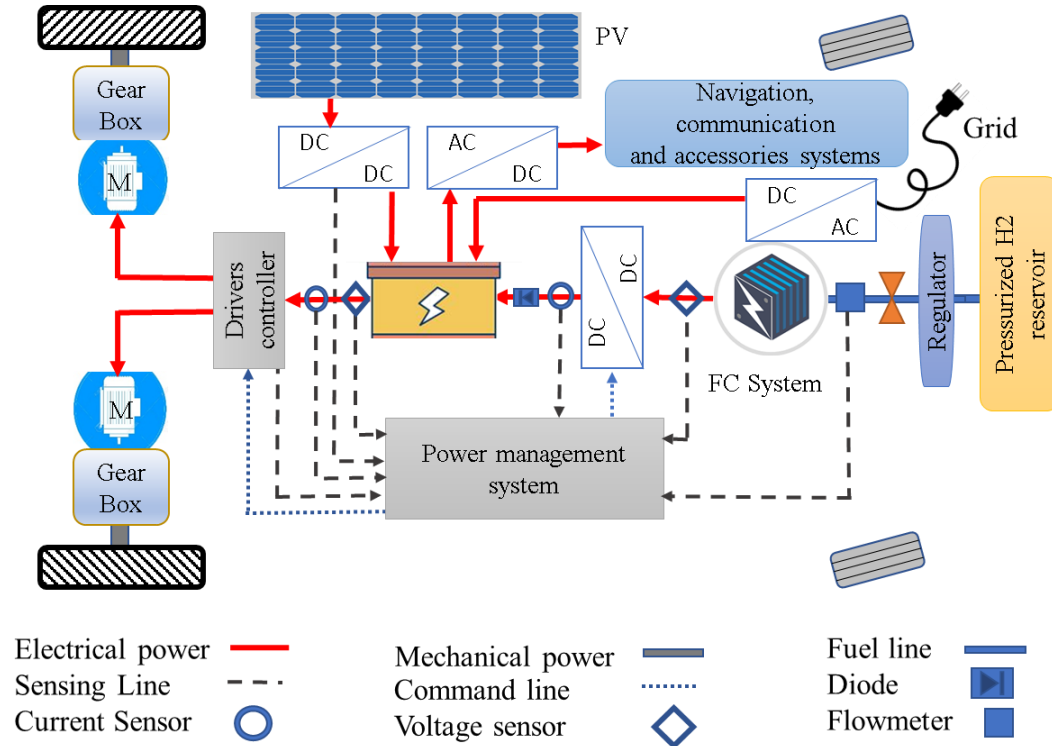 PV
Gear
Box
Navigation,
communication
and accessories systems
Grid
DC
DC
AC
DC
DC
AC
M
Drivers
controller
DC
DC
Regulator
Pressurized H2
reservoir
FC System
M
Power management
system
Gear
Box
Electrical power
Sensing Line
Current Sensor
Mechanical power
Command line
Voltage sensor
Fuel line
Diode
Flowmeter